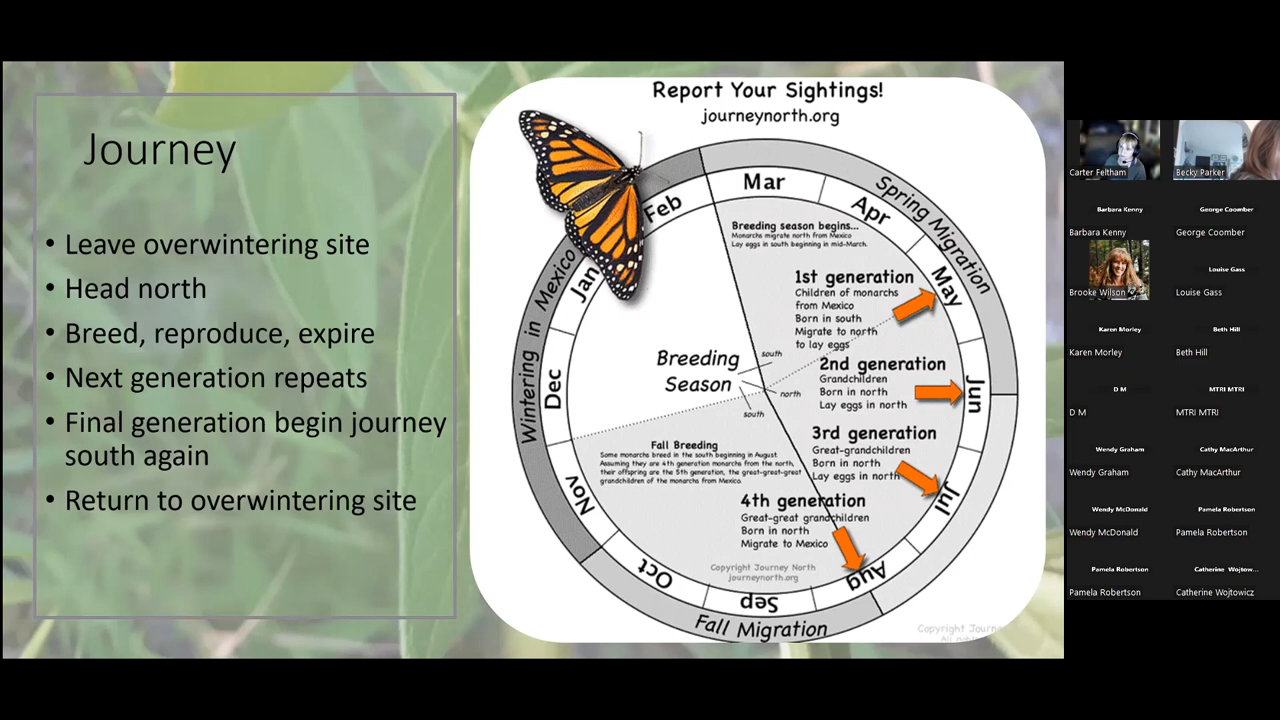 Journey
• Leave overwintering site
• Head north
• Breed, reproduce, expire
• Next generation repeats
• Final generation begin journey
south again
• Return to overwintering site
Report Your Sightings!
journeynorth.org
Mar
Apr
May
Jun
Jul
Aug
Sep
Oct
Nov
Dec
Jan
Feb
Spring Migration
Fall Migration
Wintering in Mexico
Breeding season begins...
Monarchs migrate north from Mexico
Lay eggs in south beginning in mid-March.
1st generation
Children of monarchs
from Mexico
Born in south
Migrate to north
to lay eggs
2nd generation
Grandchildren
Born in north
Lay eggs in north
3rd generation
Great-grandchildren
Born in north
Lay eggs in north
4th generation
Great-great grandchildren
Born in north
Migrate to Mexico
Breeding
Season
south
north
south
Fall Breeding
Some monarchs breed in the south beginning in August.
Assuming they are 4th generation monarchs from the north,
their offspring are the 5th generation, the great-great-great
grandchildren of the monarchs from Mexico.
Copyright Journey North
journeynorth.org
Copyright Journe
Carter Feltham
Becky Parker
Barbara Kenny
George Coomber
Barbara Kenny
George Coomber
Louise Gass
Brooke Wilson
Louise Gass
Karen Morley
Beth Hill
Karen Morley
Beth Hill
D M
MTRI MTRI
D M
MTRI MTRI
Wendy Graham
Cathy MacArthur
Wendy Graham
Cathy MacArthur
Wendy McDonald
Pamela Robertson
Wendy McDonald
Pamela Robertson
Pamela Robertson
Catherine Wojtow...
Pamela Robertson
Catherine Wojtowicz